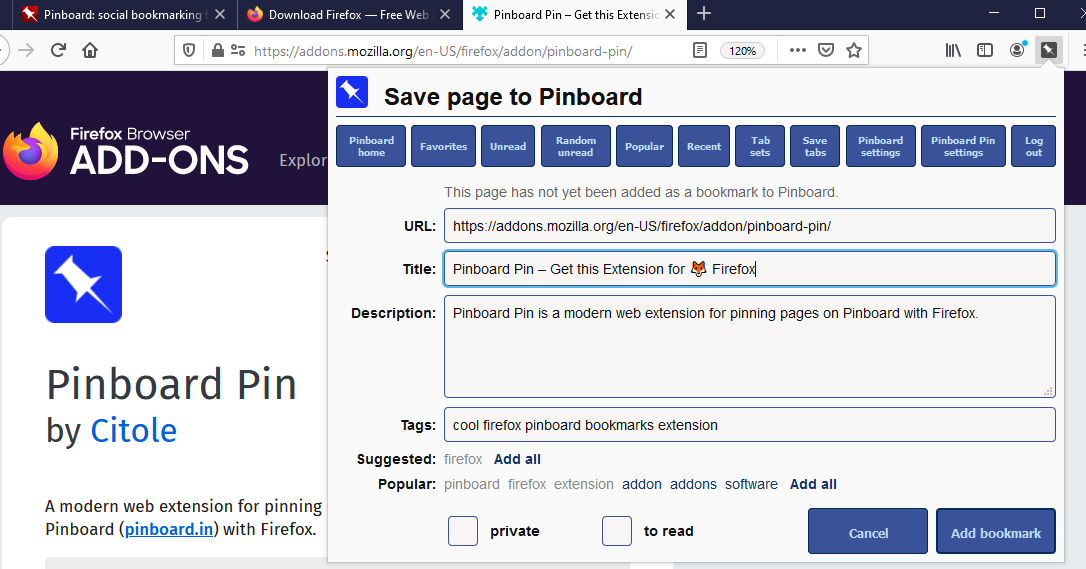 Pinboard: social bookmarking f
Download Firefox — Free Web
Pinboard Pin – Get this Extensio
https://addons.mozilla.org/en-US/firefox/addon/pinboard-pin/
120%
Firefox Browser
ADD-ONS
Explor
Save page to Pinboard
Pinboard home
Favorites
Unread
Random unread
Popular
Recent
Tab sets
Save tabs
Pinboard settings
Pinboard Pin settings
Log out
This page has not yet been added as a bookmark to Pinboard.
URL: https://addons.mozilla.org/en-US/firefox/addon/pinboard-pin/
Title: Pinboard Pin – Get this Extension for 🦊 Firefox
Description: Pinboard Pin is a modern web extension for pinning pages on Pinboard with Firefox.
Tags: cool firefox pinboard bookmarks extension
Suggested: firefox Add all
Popular: pinboard firefox extension addon addons software Add all
private
to read
Cancel
Add bookmark
Pinboard Pin
by Citole
A modern web extension for pinning
Pinboard (pinboard.in) with Firefox.